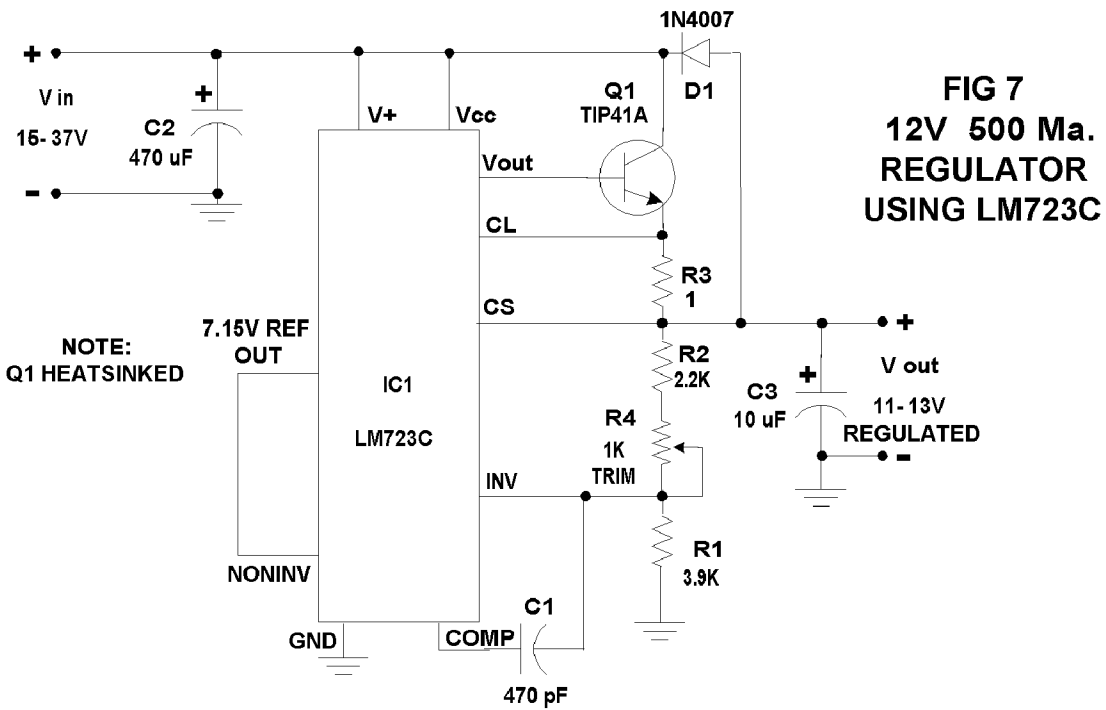 1N4007
D1
FIG 7
12V 500 Ma.
REGULATOR
USING LM723C
+
V in
15-37V
-
+
C2
470 uF
V+
Vcc
Q1
TIP41A
Vout
CL
R3
1
CS
7.15V REF
OUT
NOTE:
Q1 HEATSINKED
IC1
LM723C
R2
2.2K
R4
1K
TRIM
+
C3
10 uF
+
V out
11-13V
REGULATED
-
INV
R1
3.9K
NONINV
GND
COMP
C1
470 pF